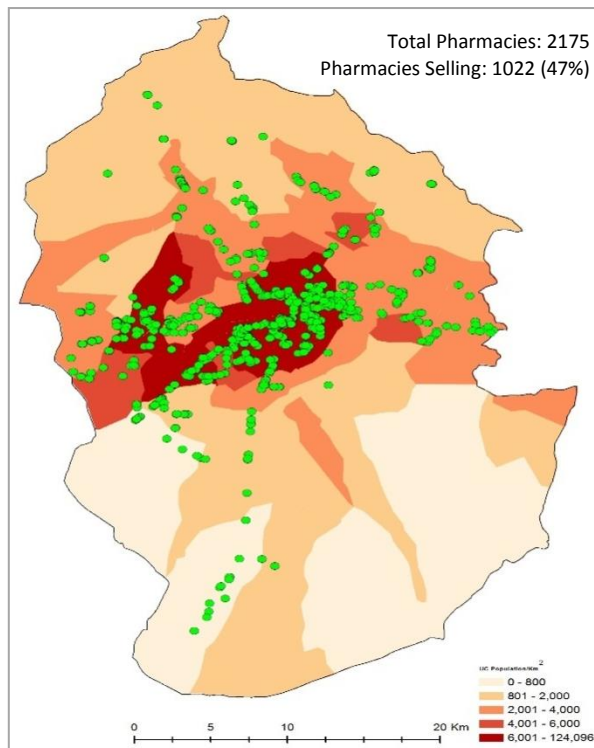 Total Pharmacies: 2175
Pharmacies Selling: 1022 (47%)
UC Population/Km2
0 - 800
801 - 2,000
2,001 - 4,000
4,001 - 6,000
6,001 - 124,096
0 5 10 20 Km